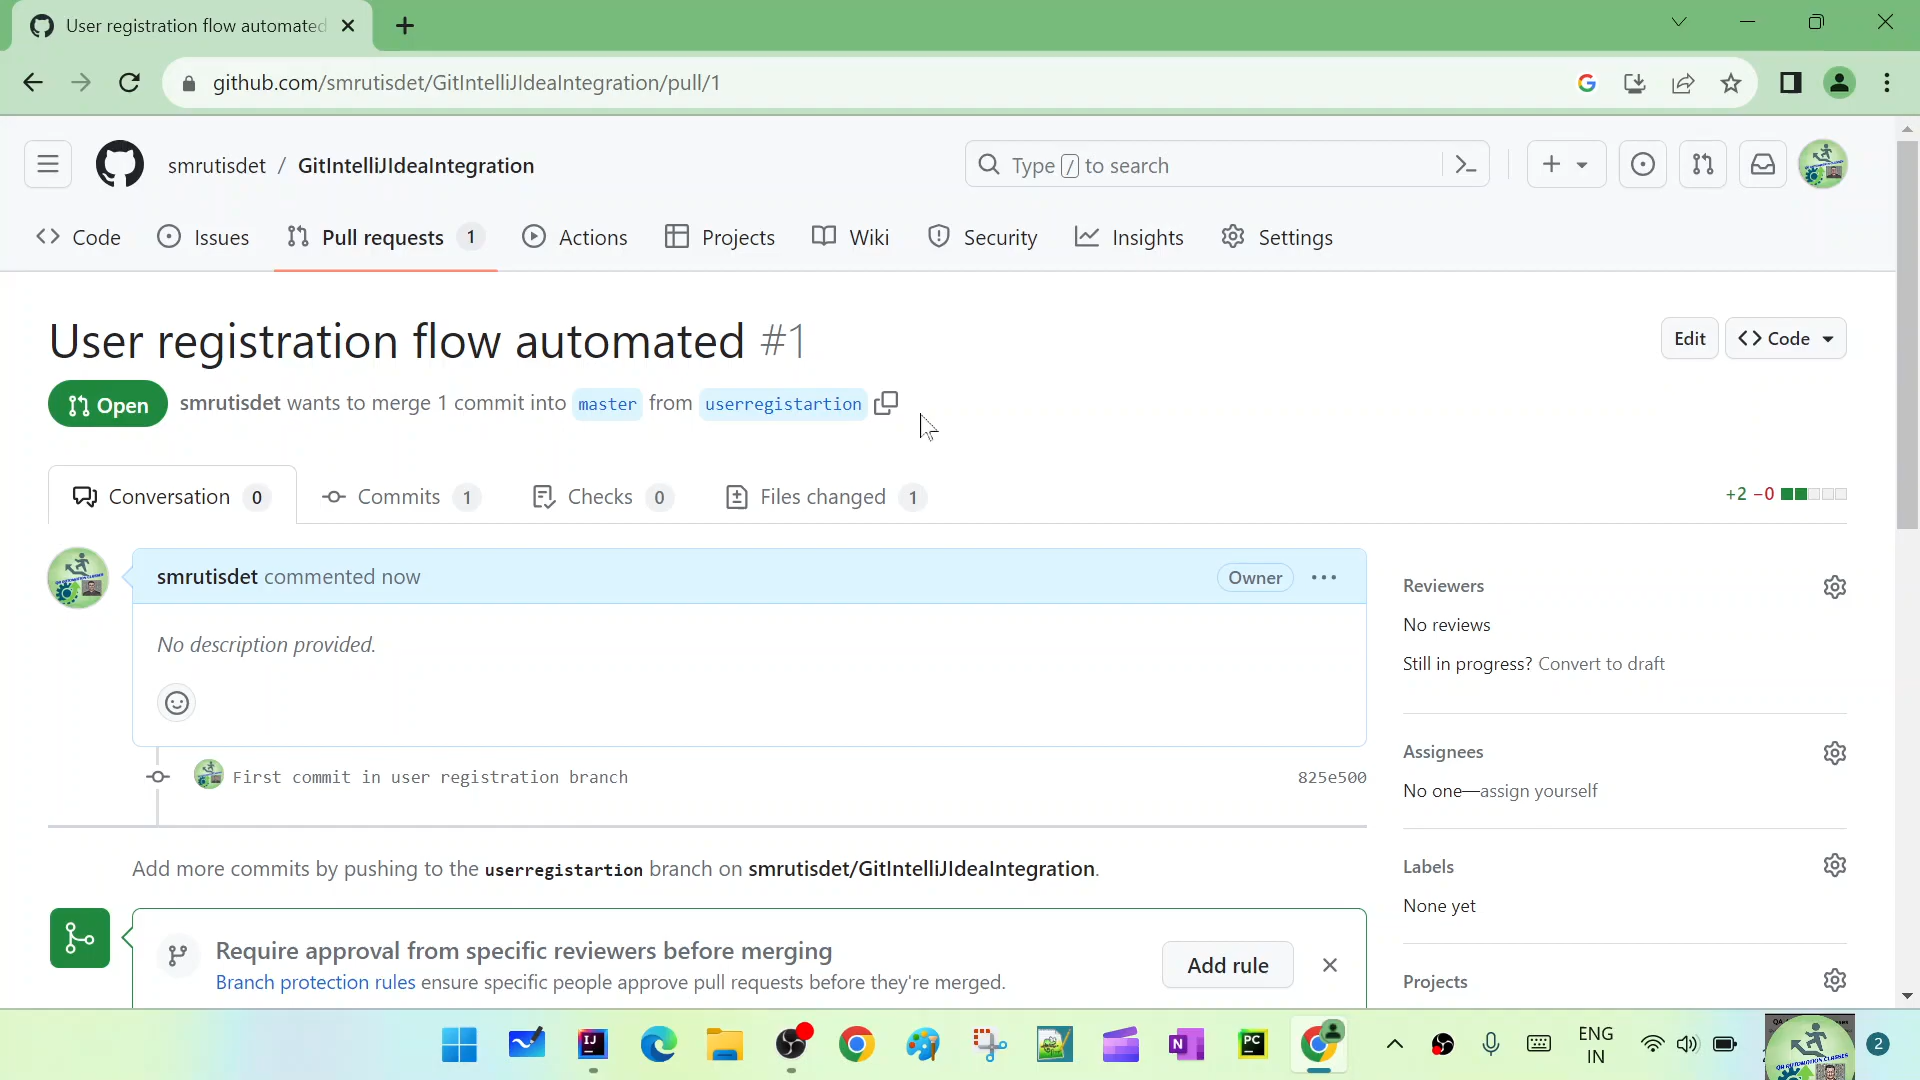 User registration flow automated
github.com/smrutisdet/GitIntelliJIdeaIntegration/pull/1
smrutisdet / GitIntelliJIdeaIntegration
Type / to search
Code
Issues
Pull requests 1
Actions
Projects
Wiki
Security
Insights
Settings
User registration flow automated #1
Edit
Code
Open
smrutisdet wants to merge 1 commit into master from userregistartion
Conversation 0
Commits 1
Checks 0
Files changed 1
+2 −0
smrutisdet commented now
Owner
No description provided.
First commit in user registration branch
825e500
Add more commits by pushing to the userregistartion branch on smrutisdet/GitIntelliJIdeaIntegration.
Require approval from specific reviewers before merging
Branch protection rules ensure specific people approve pull requests before they're merged.
Add rule
Reviewers
No reviews
Still in progress? Convert to draft
Assignees
No one—assign yourself
Labels
None yet
Projects
IJ
N
PC
ENG
IN
2